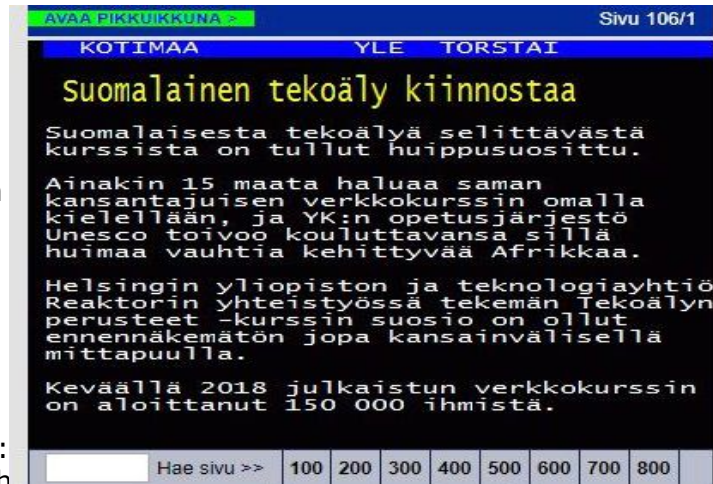 AVAA PIKKUIKKUNA >
Sivu 106/1
KOTIMAA YLE TORSTAI
Suomalainen tekoäly kiinnostaa
Suomalaisesta tekoälyä selittävästä
kurssista on tullut huippusuosittu.
Ainakin 15 maata haluaa saman
kansantajuisen verkkokurssin omalla
kielellään, ja YK:n opetusjärjestö
Unesco toivoo kouluttavansa sillä
huimaa vauhtia kehittyvää Afrikkaa.
Helsingin yliopiston ja teknologiayhtiö
Reaktorin yhteistyössä tekemän Tekoälyn
perusteet -kurssin suosio on ollut
ennennäkemätön jopa kansainvälisellä
mittapuulla.
Keväällä 2018 julkaistun verkkokurssin
on aloittanut 150 000 ihmistä.
Hae sivu >> 100 200 300 400 500 600 700 800